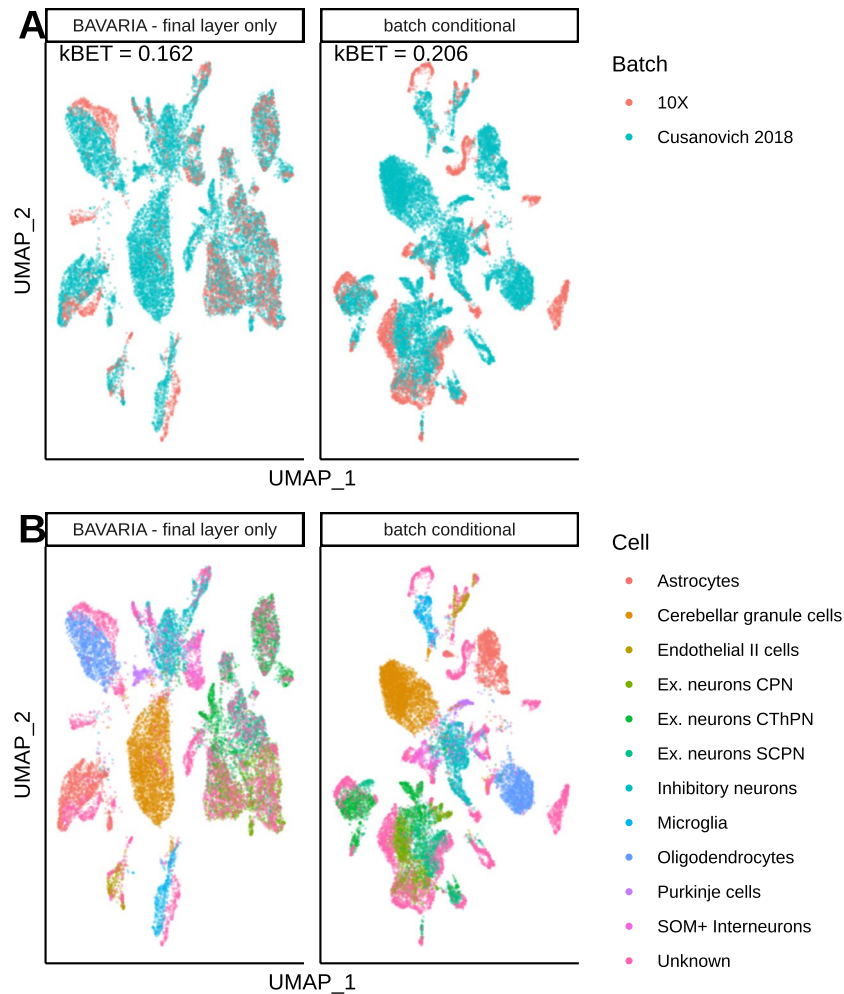 A
BAVARIA - final layer only
batch conditional
kBET = 0.162
kBET = 0.206
UMAP_2
UMAP_1
Batch
10X
Cusanovich 2018
B
BAVARIA - final layer only
batch conditional
UMAP_2
UMAP_1
Cell
Astrocytes
Cerebellar granule cells
Endothelial II cells
Ex. neurons CPN
Ex. neurons CThPN
Ex. neurons SCPN
Inhibitory neurons
Microglia
Oligodendrocytes
Purkinje cells
SOM+ Interneurons
Unknown